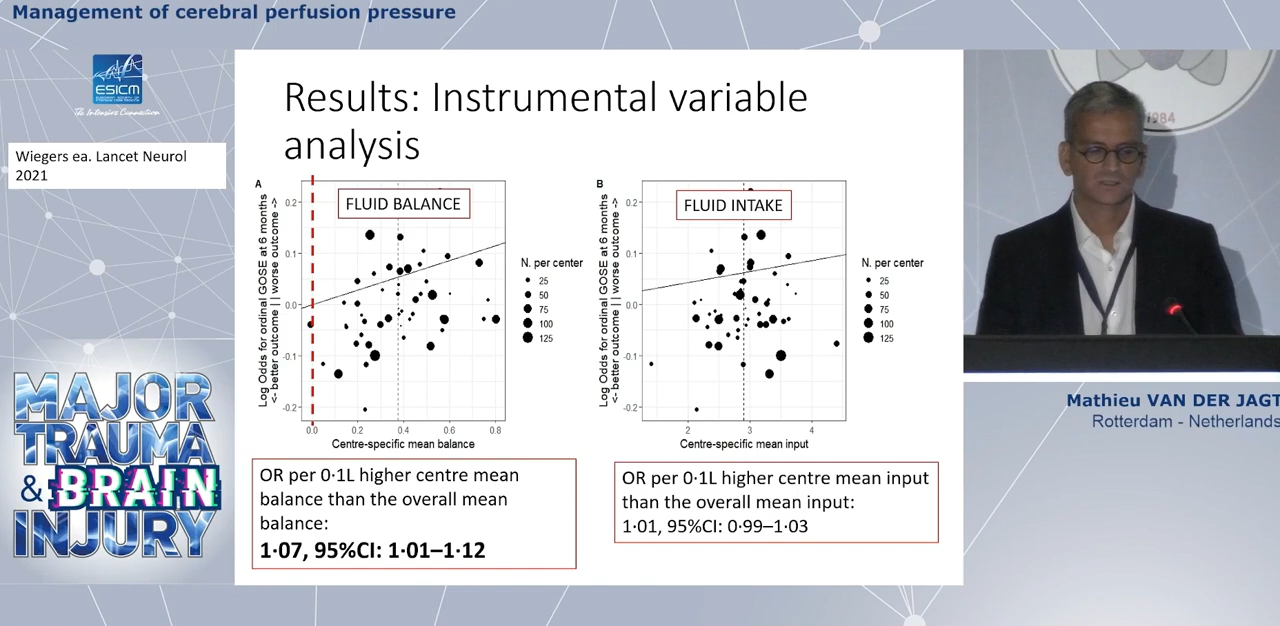 Management of cerebral perfusion pressure
ESICM
The Intensive Connection
Wiegers ea. Lancet Neurol
2021
MAJOR
TRAUMA
& BRAIN
INJURY
Results: Instrumental variable
analysis
A
FLUID BALANCE
Log Odds for ordinal GOSE at 6 months
<- better outcome || worse outcome ->
0.2
0.1
0.0
-0.1
-0.2
0.0 0.2 0.4 0.6 0.8
Centre-specific mean balance
N. per center
25
50
75
100
125
B
FLUID INTAKE
Log Odds for ordinal GOSE at 6 months
<- better outcome || worse outcome ->
0.2
0.1
0.0
-0.1
-0.2
2 3 4
Centre-specific mean input
N. per center
25
50
75
100
125
OR per 0·1L higher centre mean
balance than the overall mean
balance:
1·07, 95%CI: 1·01–1·12
OR per 0·1L higher centre mean input
than the overall mean input:
1·01, 95%CI: 0·99–1·03
1984
Mathieu VAN DER JAGT
Rotterdam - Netherlands